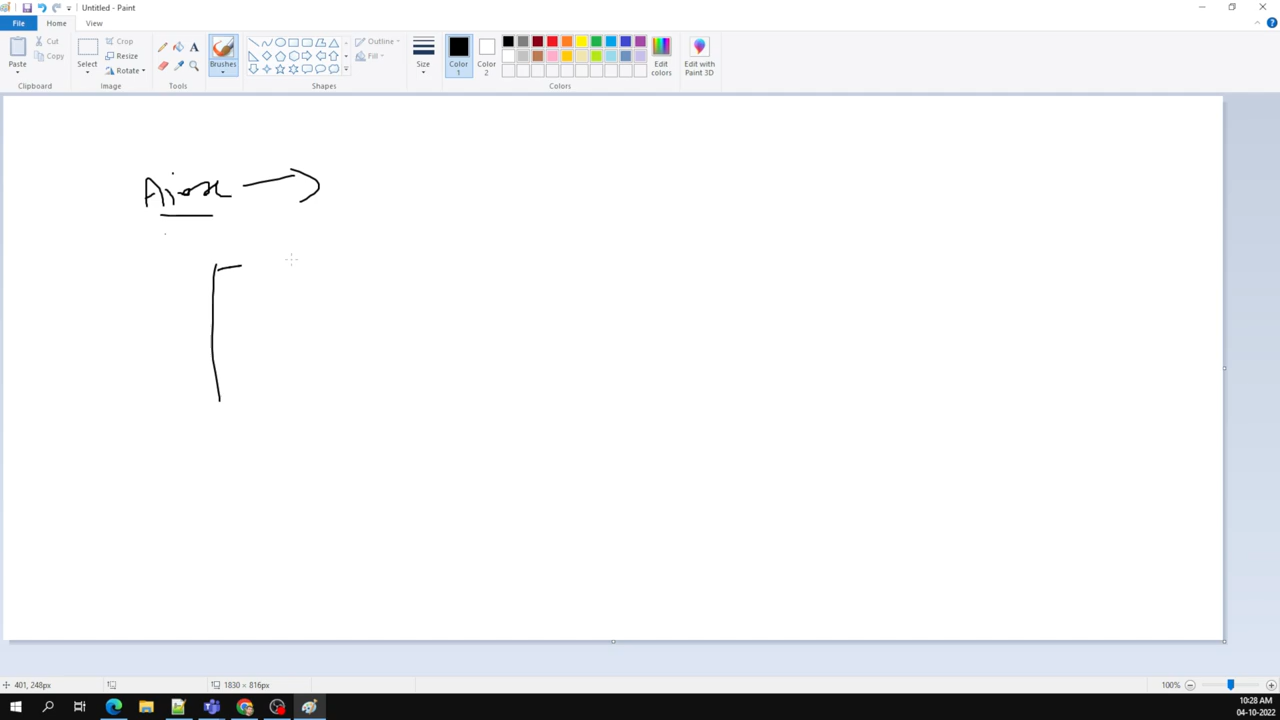 Untitled - Paint
File Home View
Paste Cut Copy Select Crop Resize Rotate Brushes Outline Fill Size Color 1 Color 2 Edit colors Edit with Paint 3D
Clipboard Image Tools Shapes Colors
401, 248px 1830 × 816px 100%
10:28 AM
04-10-2022